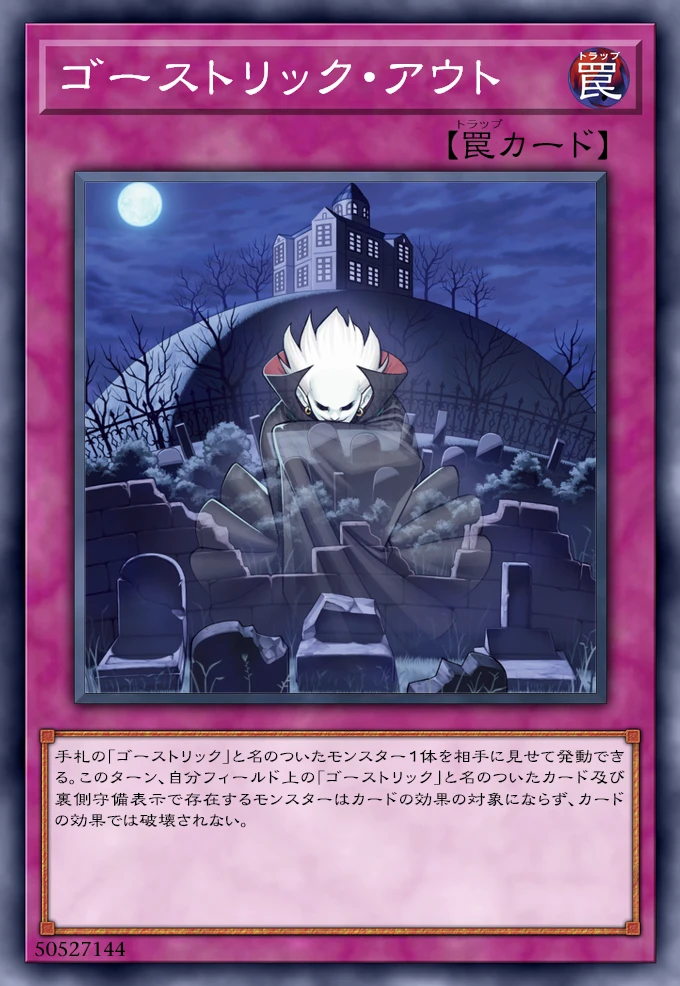 ゴーストリック・アウト
トラップ
罠
トラップ
【罠カード】
手札の「ゴーストリック」と名のついたモンスター1体を相手に見せて発動でき
る。このターン、自分フィールド上の「ゴーストリック」と名のついたカード及び
裏側守備表示で存在するモンスターはカードの効果の対象にならず、カード
の効果では破壊されない。
50527144